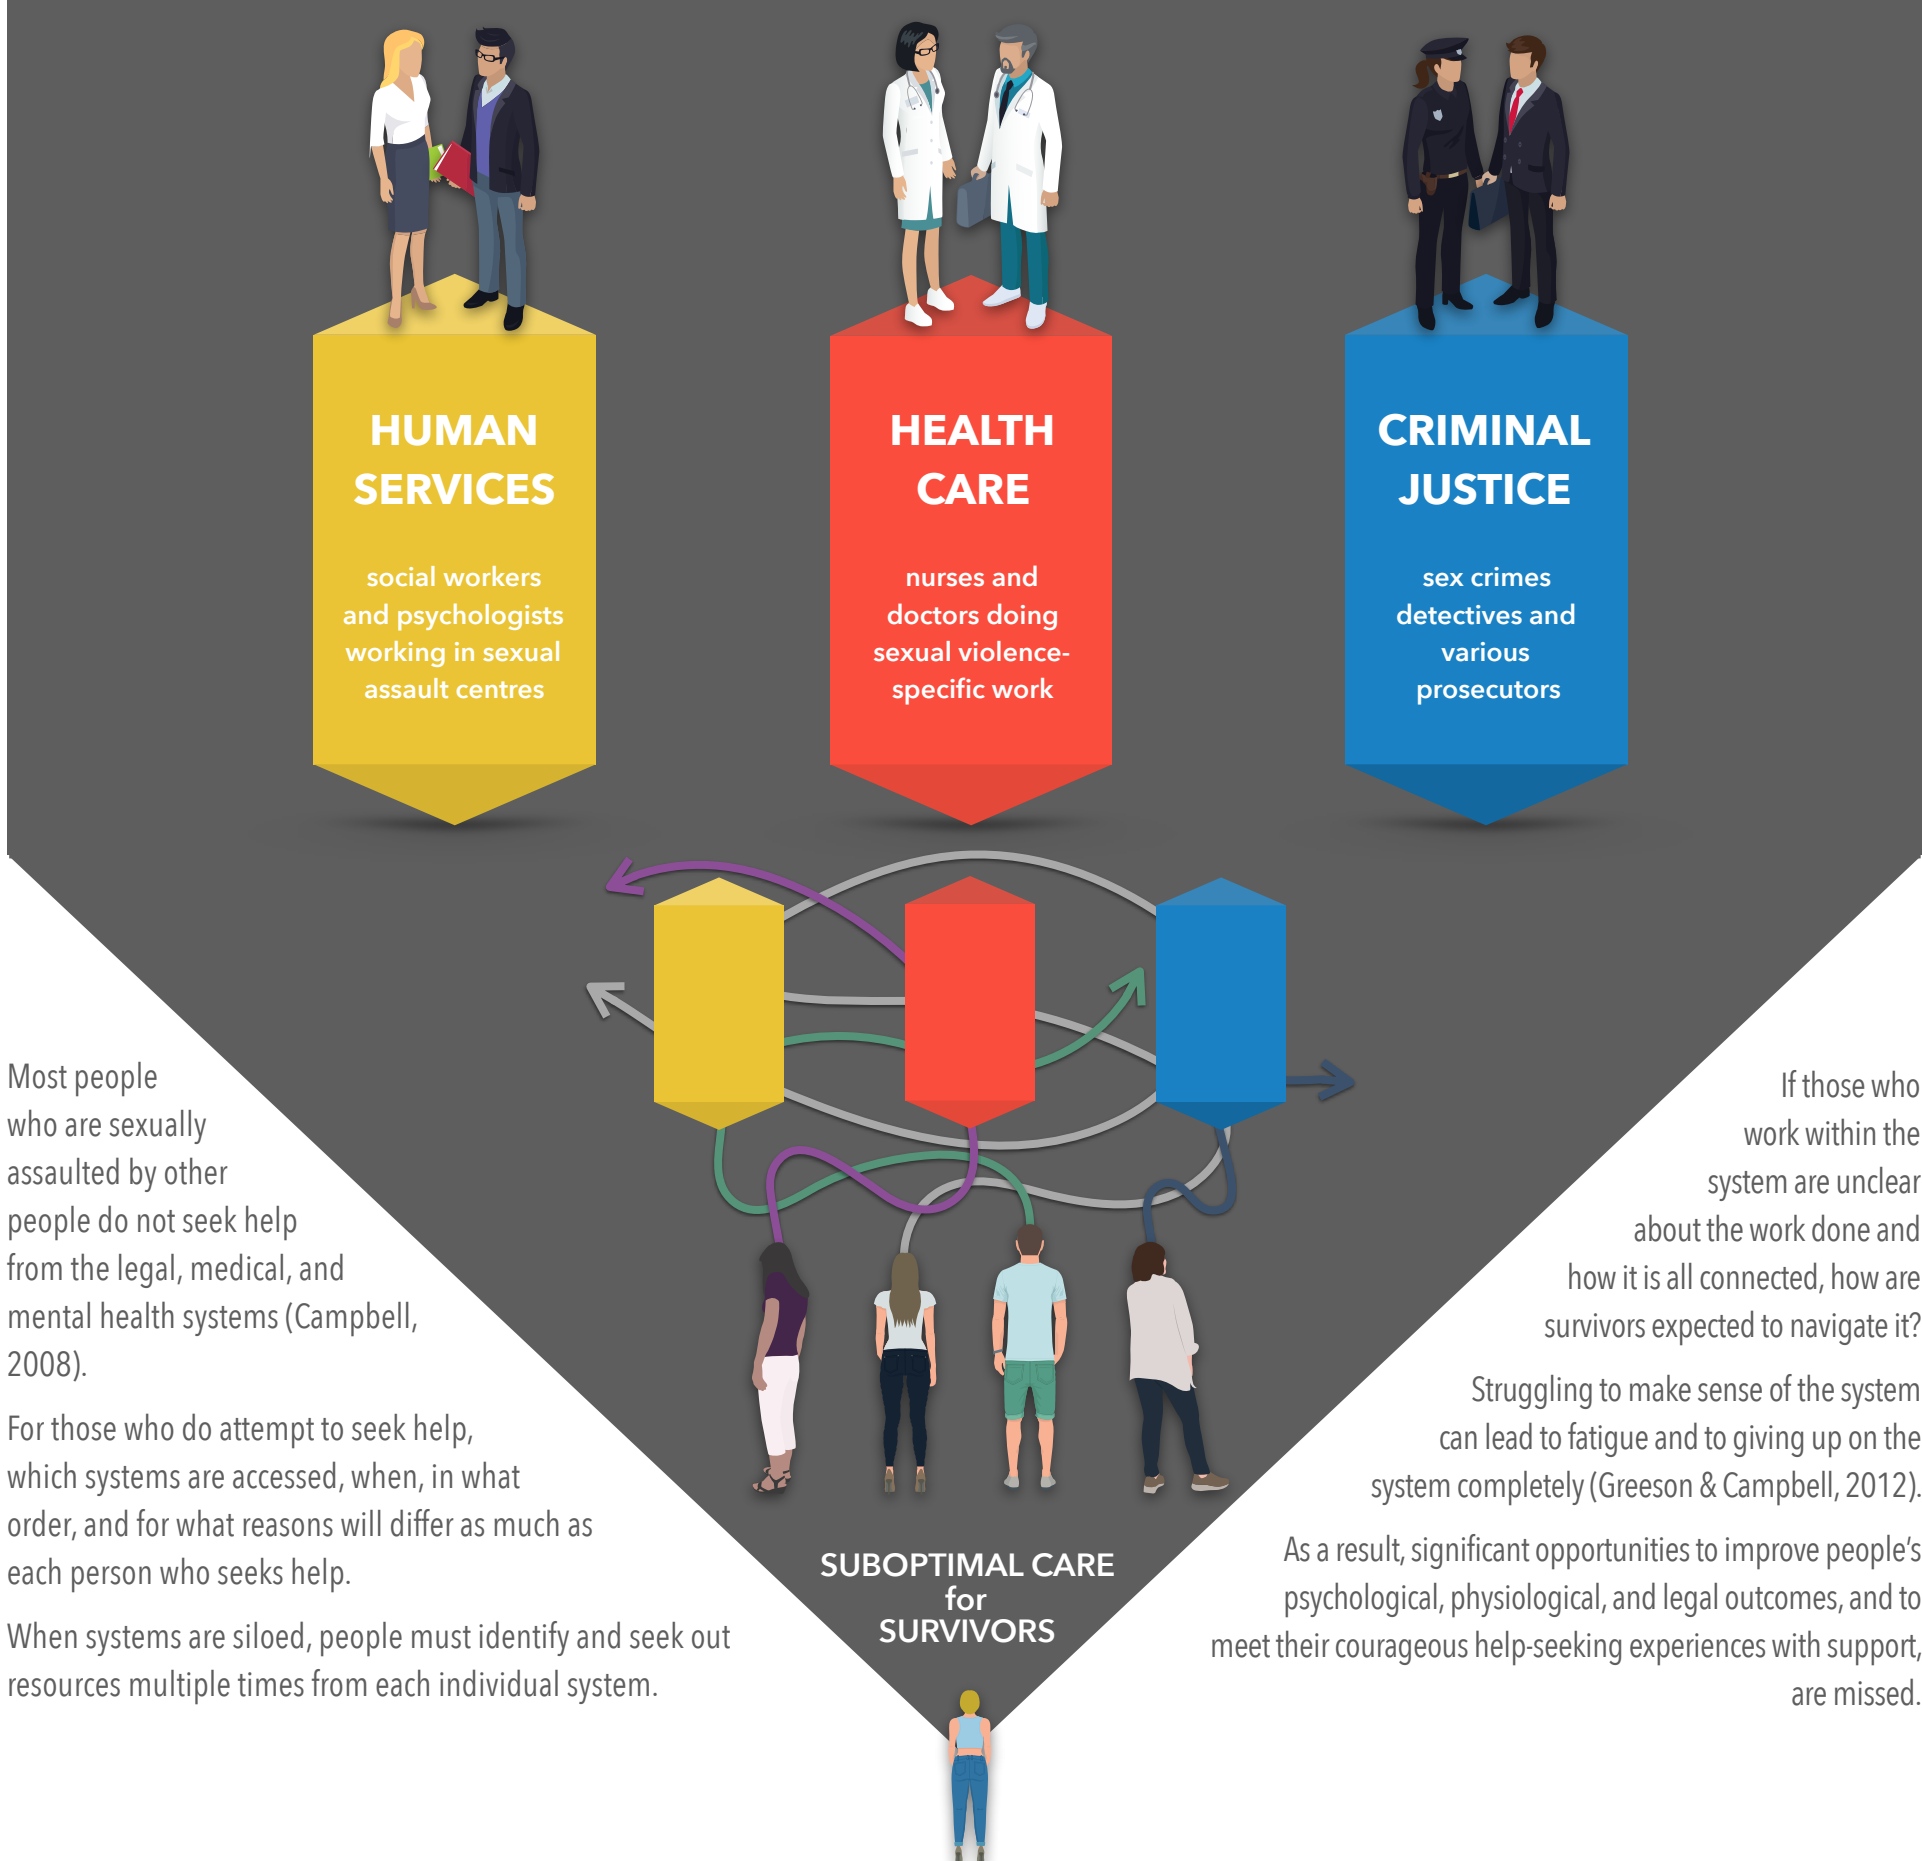 HUMAN
SERVICES
social workers
and psychologists
working in sexual
assault centres
HEALTH
CARE
nurses and
doctors doing
sexual violence-
specific work
CRIMINAL
JUSTICE
sex crimes
detectives and
various
prosecutors
Most people
who are sexually
assaulted by other
people do not seek help
from the legal, medical, and
mental health systems (Campbell,
2008).
For those who do attempt to seek help,
which systems are accessed, when, in what
order, and for what reasons will differ as much as
each person who seeks help.
When systems are siloed, people must identify and seek out
resources multiple times from each individual system.
SUBOPTIMAL CARE
for
SURVIVORS
If those who
work within the
system are unclear
about the work done and
how it is all connected, how are
survivors expected to navigate it?
Struggling to make sense of the system
can lead to fatigue and to giving up on the
system completely (Greeson & Campbell, 2012).
As a result, significant opportunities to improve people's
psychological, physiological, and legal outcomes, and to
meet their courageous help-seeking experiences with support,
are missed.